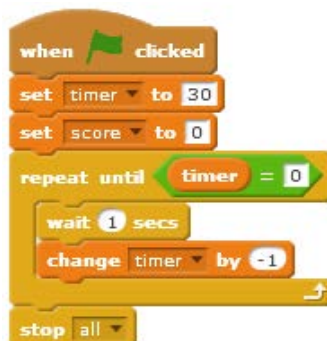 when clicked
set timer to 30
set score to 0
repeat until timer = 0
wait 1 secs
change timer by -1
stop all